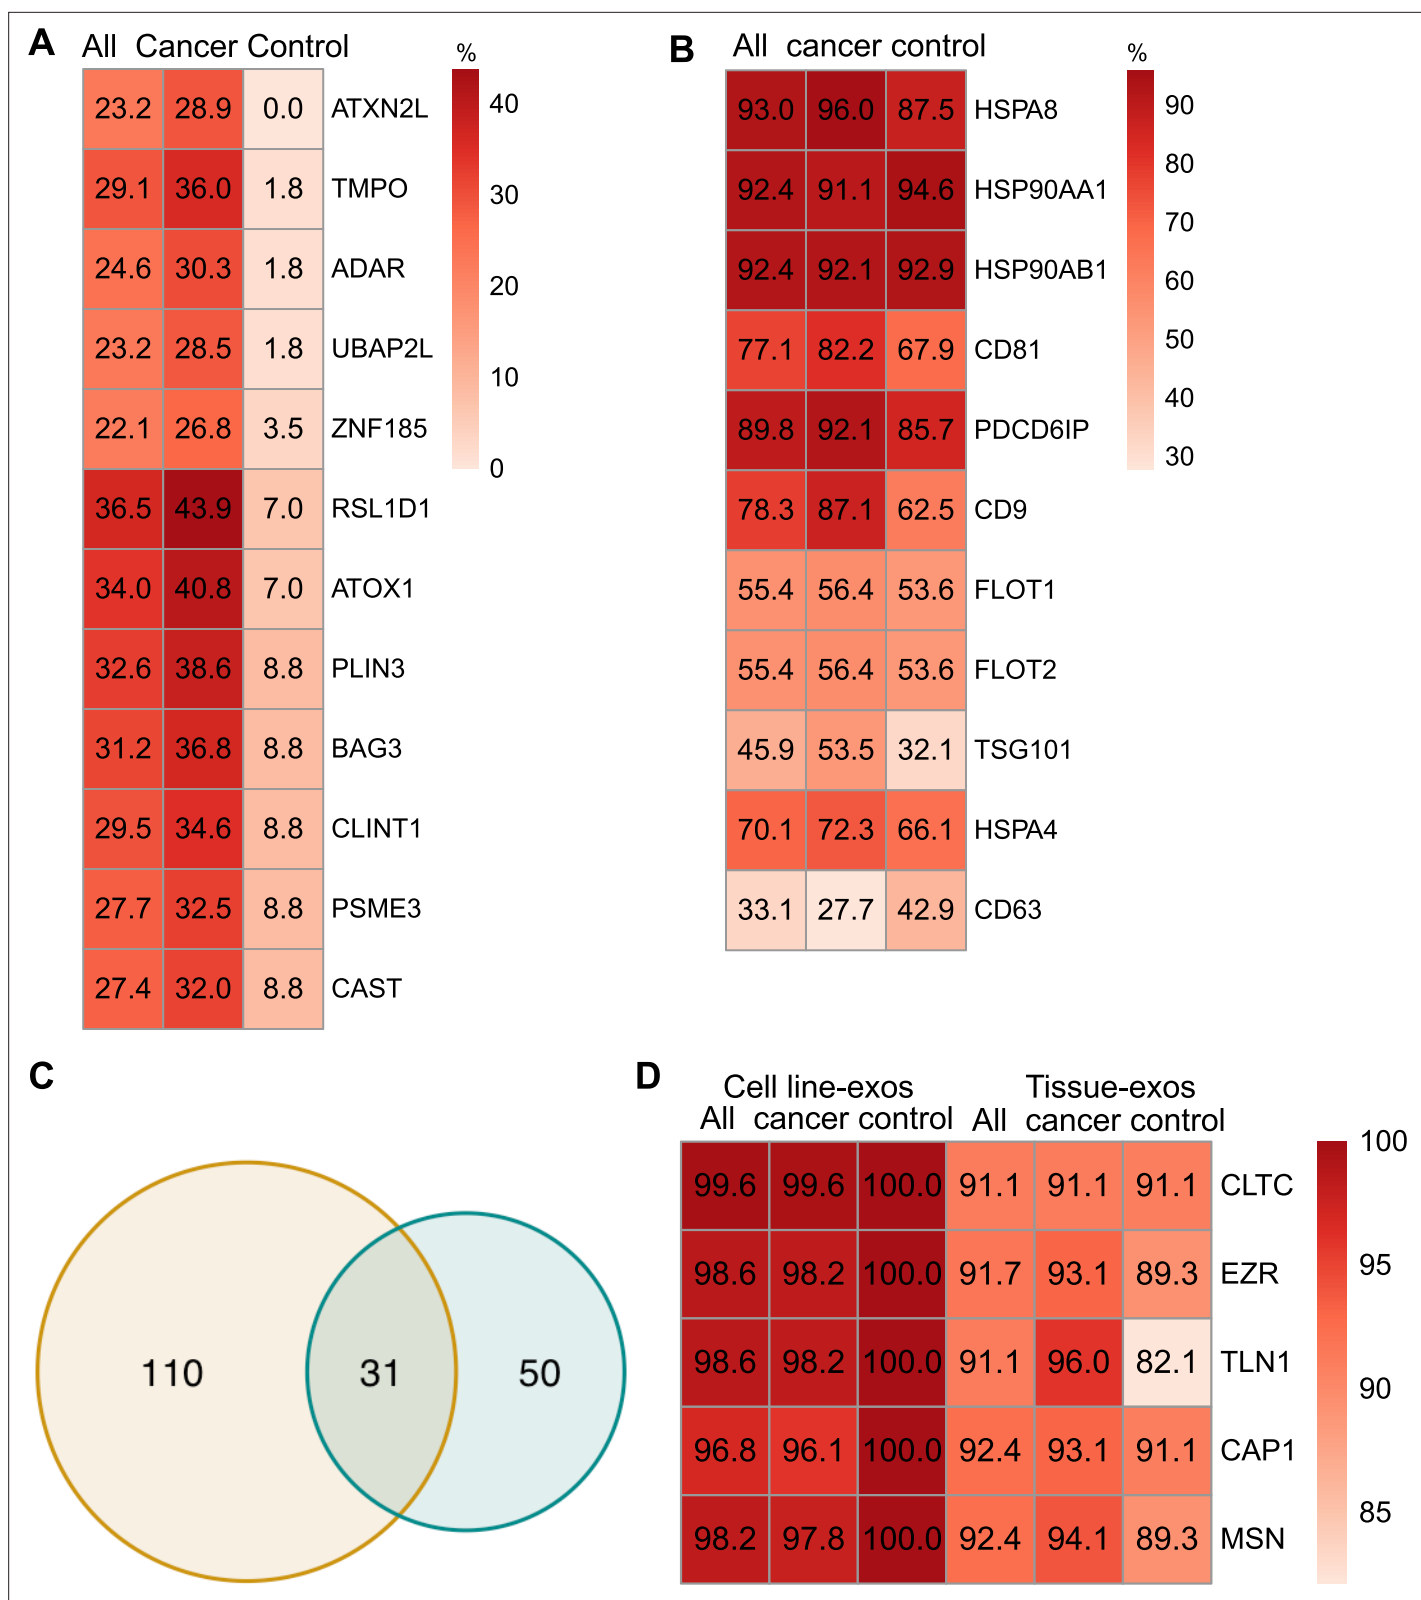 A
All Cancer Control
%
23.2 28.9 0.0 ATXN2L
29.1 36.0 1.8 TMPO
24.6 30.3 1.8 ADAR
23.2 28.5 1.8 UBAP2L
22.1 26.8 3.5 ZNF185
36.5 43.9 7.0 RSL1D1
34.0 40.8 7.0 ATOX1
32.6 38.6 8.8 PLIN3
31.2 36.8 8.8 BAG3
29.5 34.6 8.8 CLINT1
27.7 32.5 8.8 PSME3
27.4 32.0 8.8 CAST
40
30
20
10
0
B
All cancer control
%
93.0 96.0 87.5 HSPA8
92.4 91.1 94.6 HSP90AA1
92.4 92.1 92.9 HSP90AB1
77.1 82.2 67.9 CD81
89.8 92.1 85.7 PDCD6IP
78.3 87.1 62.5 CD9
55.4 56.4 53.6 FLOT1
55.4 56.4 53.6 FLOT2
45.9 53.5 32.1 TSG101
70.1 72.3 66.1 HSPA4
33.1 27.7 42.9 CD63
90
80
70
60
50
40
30
C
110 31 50
D
Cell line-exos Tissue-exos
All cancer control All cancer control
99.6 99.6 100.0 91.1 91.1 91.1 CLTC
98.6 98.2 100.0 91.7 93.1 89.3 EZR
98.6 98.2 100.0 91.1 96.0 82.1 TLN1
96.8 96.1 100.0 92.4 93.1 91.1 CAP1
98.2 97.8 100.0 92.4 94.1 89.3 MSN
100
95
90
85